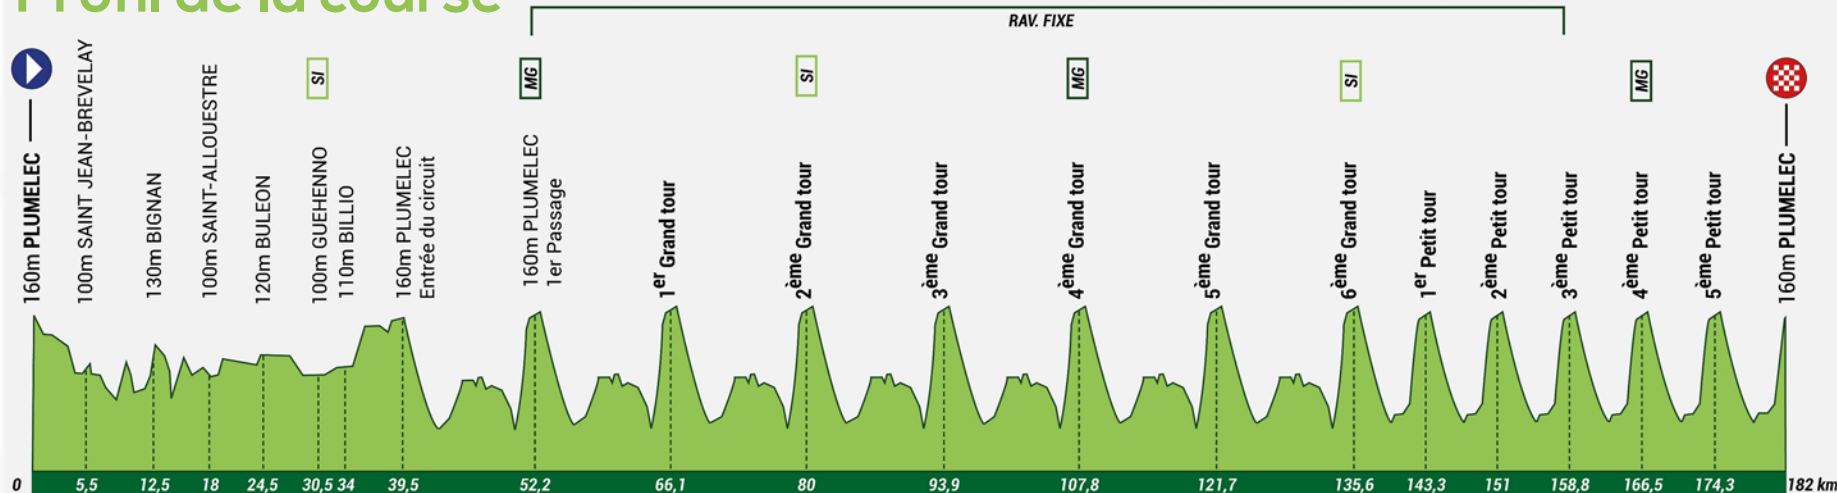 Profil de la course
RAV. FIXE
SI
MG
SI
MG
SI
MG
160m PLUMELEC
100m SAINT JEAN-BREVELAY
130m BIGNAN
100m SAINT-ALLOUESTRE
120m BULEON
100m GUEHENNO
110m BILLIO
160m PLUMELEC
Entrée du circuit
160m PLUMELEC
1er Passage
1er Grand tour
2ème Grand tour
3ème Grand tour
4ème Grand tour
5ème Grand tour
6ème Grand tour
1er Petit tour
2ème Petit tour
3ème Petit tour
4ème Petit tour
5ème Petit tour
160m PLUMELEC
0 5,5 12,5 18 24,5 30,5 34 39,5 52,2 66,1 80 93,9 107,8 121,7 135,6 143,3 151 158,8 166,5 174,3 182 km